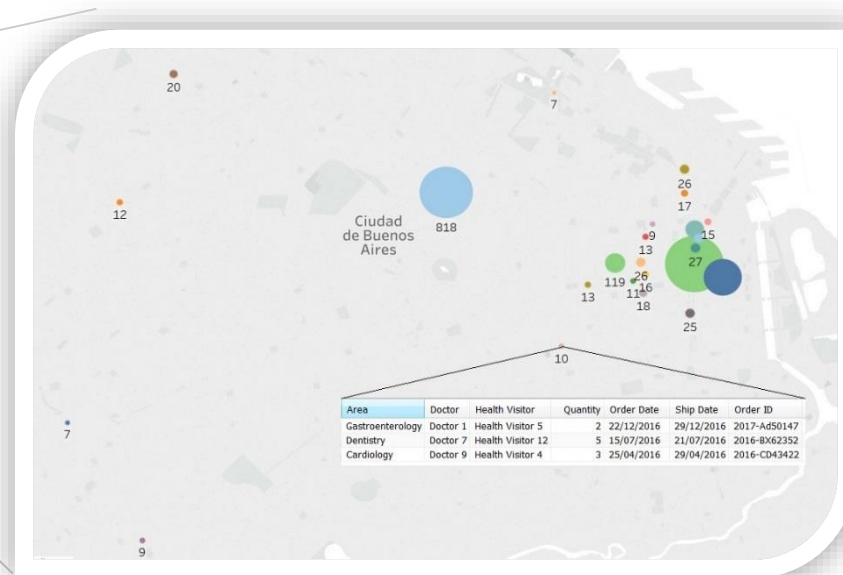 20
7
12
26
17
Ciudad
de Buenos
Aires
818
9
15
13
27
26
119
16
11
13
18
25
10
Area Doctor Health Visitor Quantity Order Date Ship Date Order ID
Gastroenterology Doctor 1 Health Visitor 5 2 22/12/2016 29/12/2016 2017-Ad50147
Dentistry Doctor 7 Health Visitor 12 5 15/07/2016 21/07/2016 2016-BX62352
Cardiology Doctor 9 Health Visitor 4 3 25/04/2016 29/04/2016 2016-CD43422
7
9